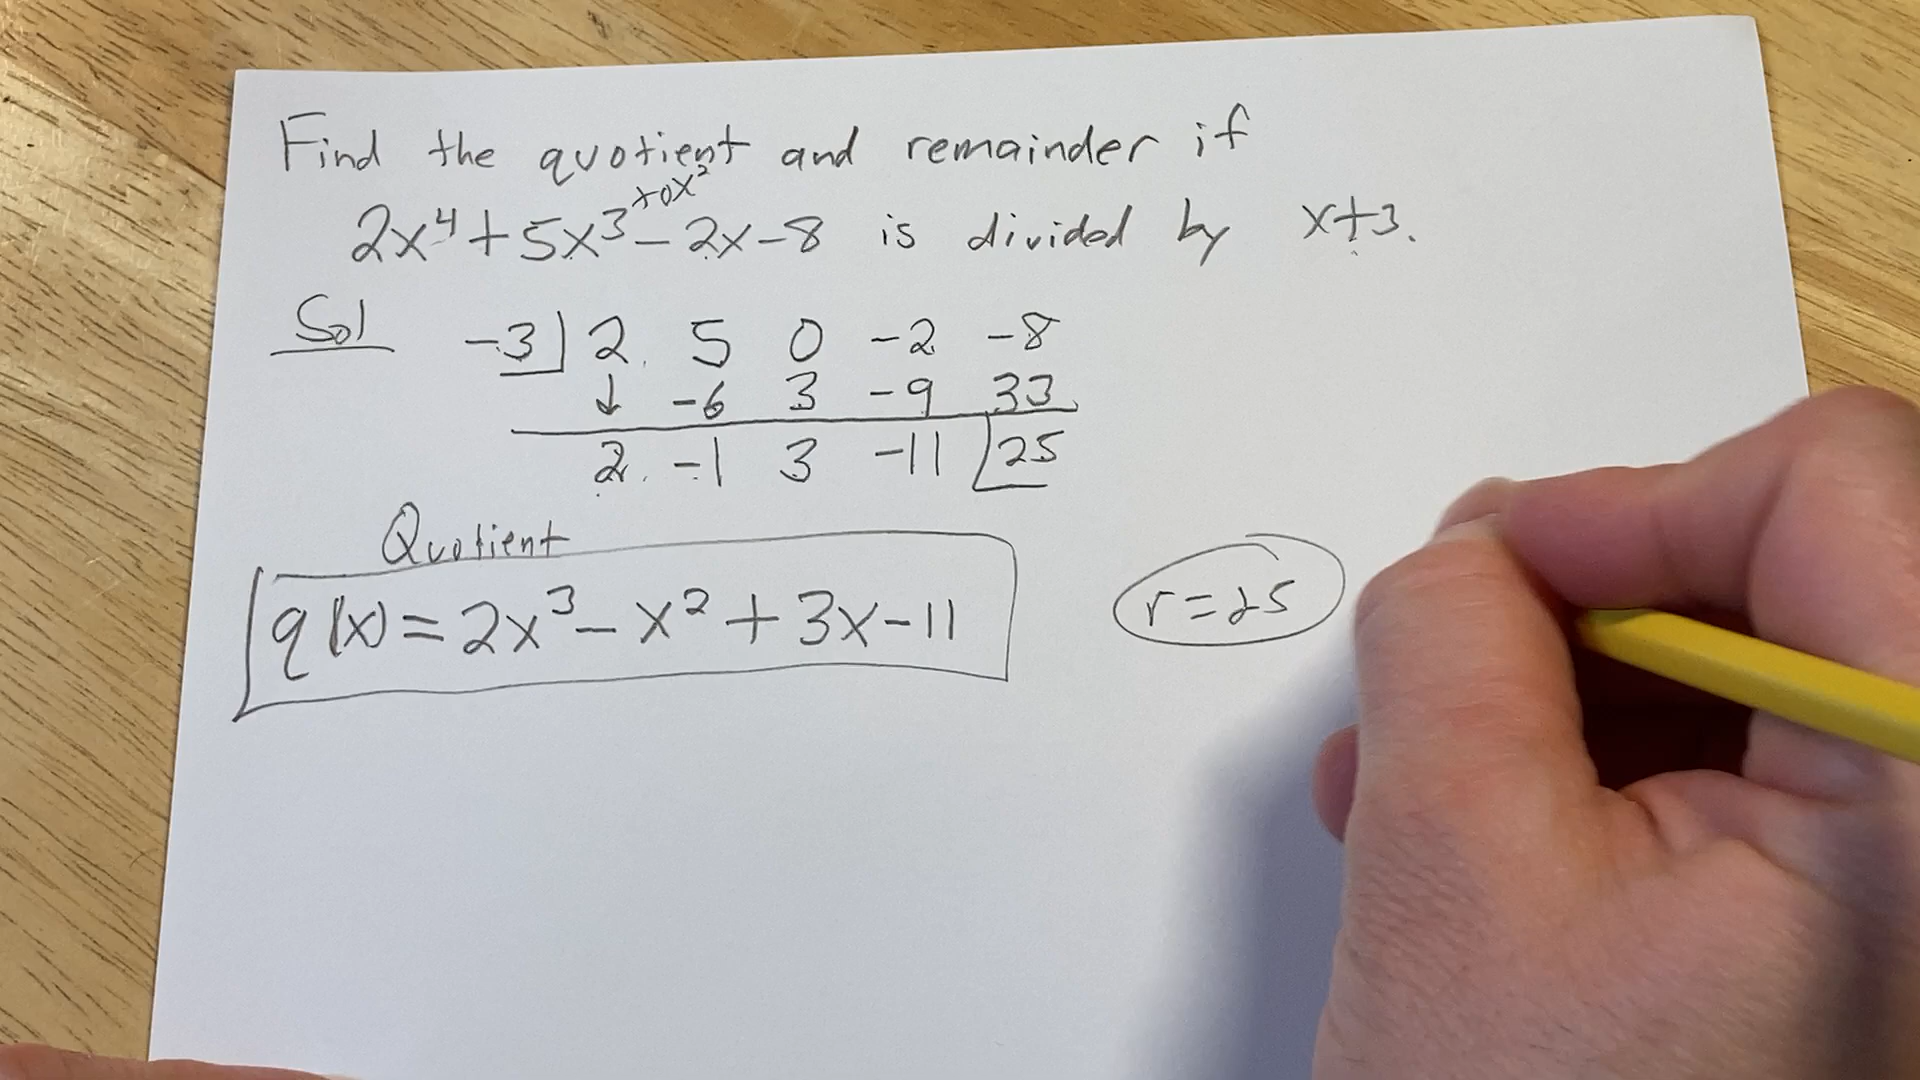 Find the quotient and remainder if
+0x²
2x⁴+5x³-2x-8 is divided by x+3.
Sol -3| 2 5 0 -2 -8
↓ -6 3 -9 33
2 -1 3 -11 |25
Quotient
q(x)=2x³-x²+3x-11 r=25